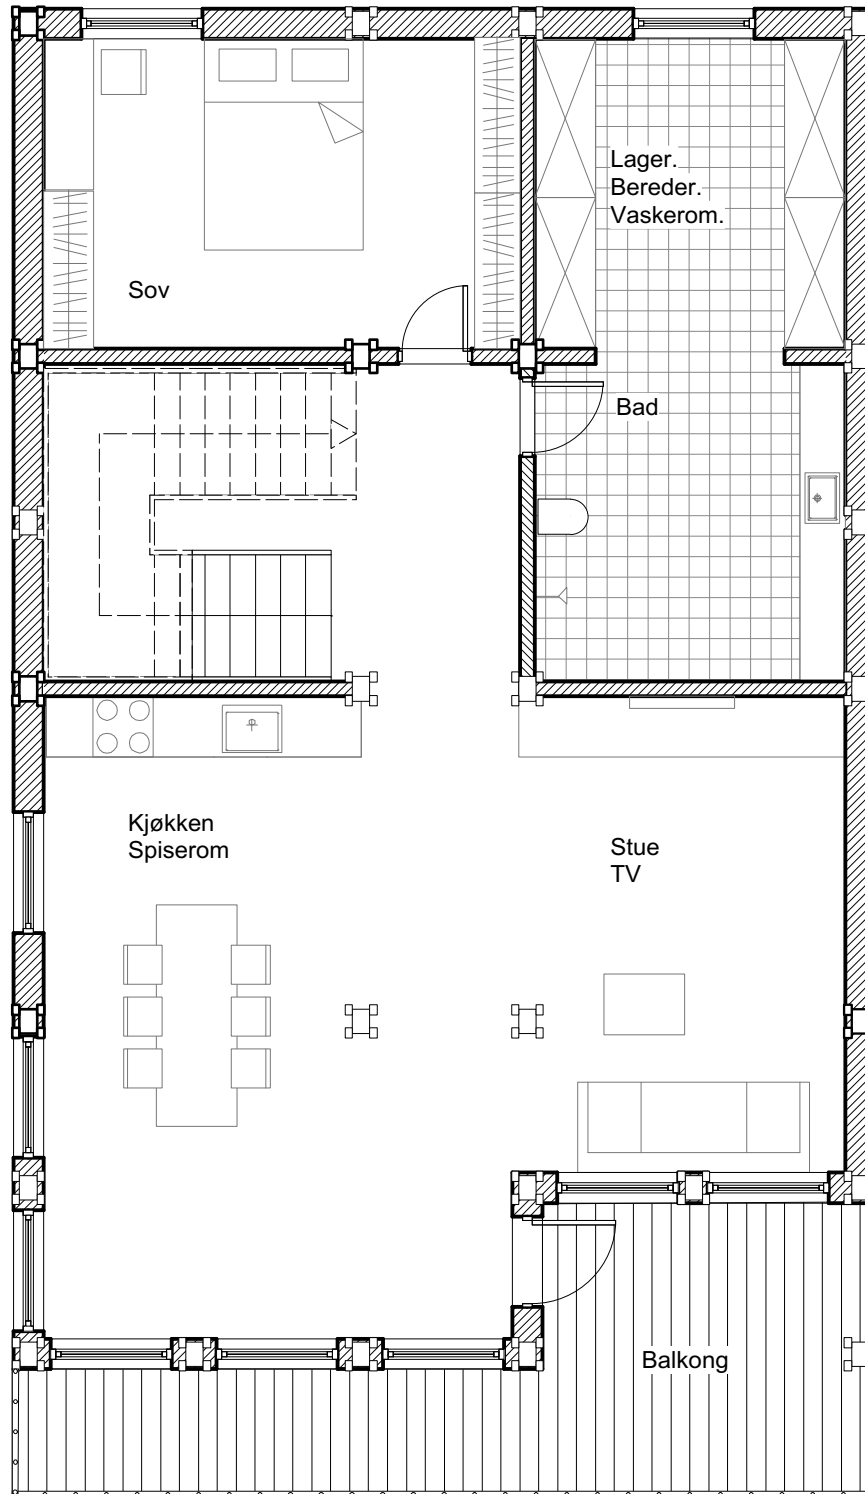 Lager.
Bereder.
Vaskerom.
Sov
Bad
Kjøkken
Spiserom
Stue
TV
Balkong